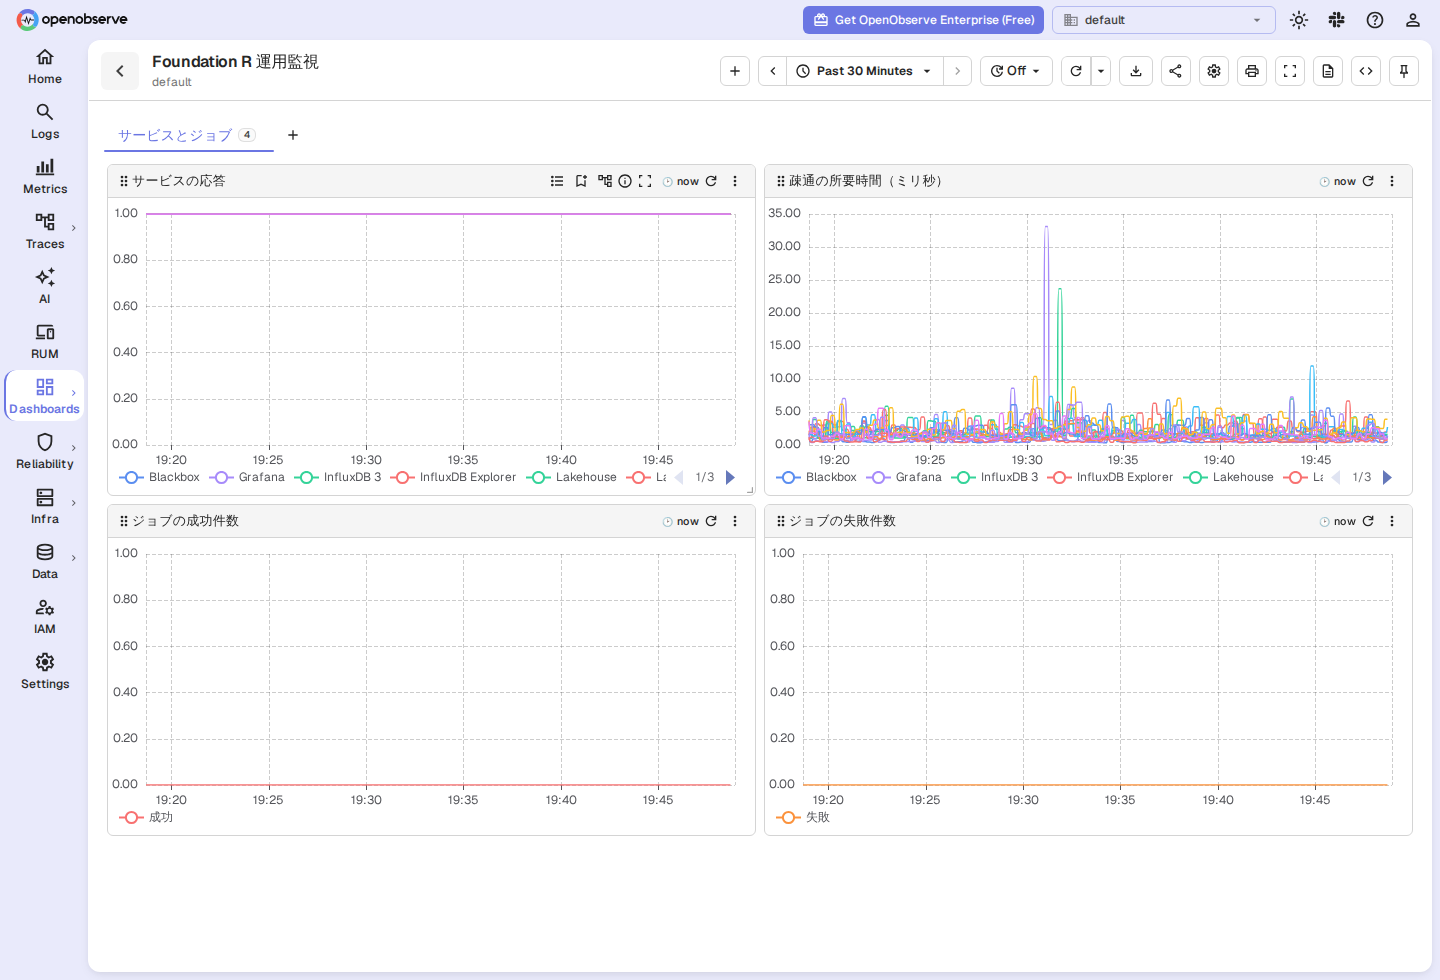 openobserve
Get OpenObserve Enterprise (Free)
default
Home
Logs
Metrics
Traces
AI
RUM
Dashboards
Reliability
Infra
Data
IAM
Settings
Foundation R 運用監視
default
Past 30 Minutes
Off
サービスとジョブ 4
サービスの応答
now
1.00
0.80
0.60
0.40
0.20
0.00
19:20 19:25 19:30 19:35 19:40 19:45
Blackbox Grafana InfluxDB 3 InfluxDB Explorer Lakehouse La 1/3
疎通の所要時間（ミリ秒）
now
35.00
30.00
25.00
20.00
15.00
10.00
5.00
0.00
19:20 19:25 19:30 19:35 19:40 19:45
Blackbox Grafana InfluxDB 3 InfluxDB Explorer Lakehouse La 1/3
ジョブの成功件数
now
1.00
0.80
0.60
0.40
0.20
0.00
19:20 19:25 19:30 19:35 19:40 19:45
成功
ジョブの失敗件数
now
1.00
0.80
0.60
0.40
0.20
0.00
19:20 19:25 19:30 19:35 19:40 19:45
失敗